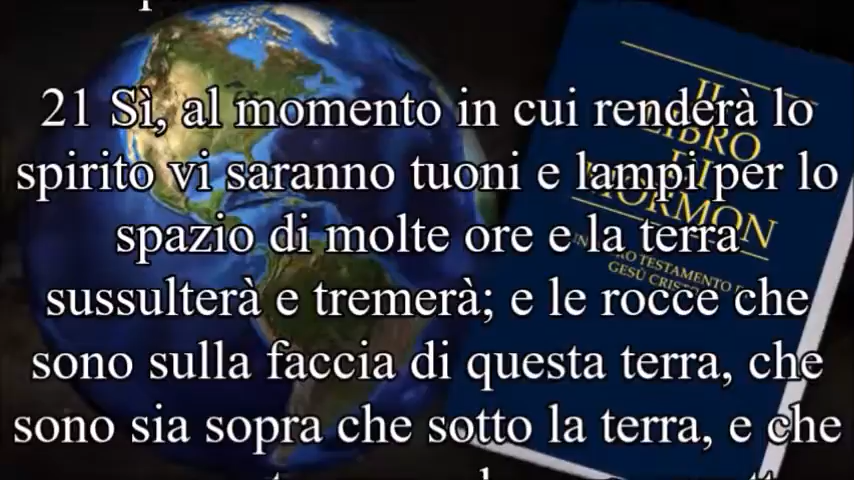 21 Sì, al momento in cui renderà lo
spirito vi saranno tuoni e lampi per lo
spazio di molte ore e la terra
sussulterà e tremerà; e le rocce che
sono sulla faccia di questa terra, che
sono sia sopra che sotto la terra, e che
IL
LIBRO
DI
MORMON
TESTAMENTO
GESÙ